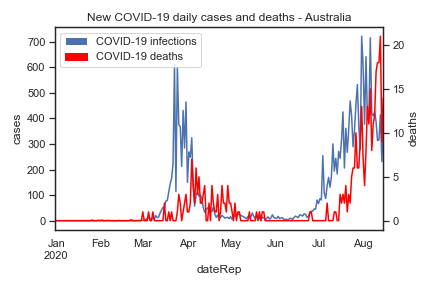 New COVID-19 daily cases and deaths - Australia
COVID-19 infections
COVID-19 deaths
700
600
500
400
300
200
100
0
cases
20
15
10
5
0
deaths
Jan Feb Mar Apr May Jun Jul Aug
2020
dateRep